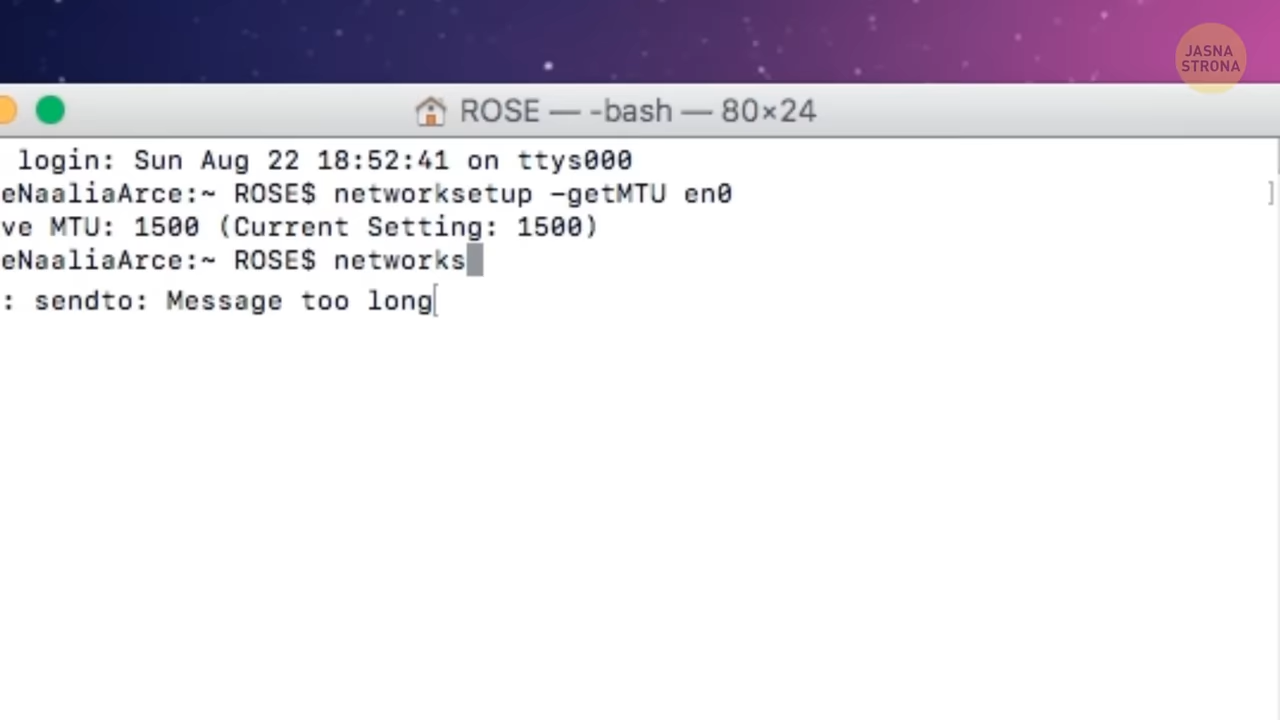 JASNA
STRONA
ROSE — -bash — 80×24
login: Sun Aug 22 18:52:41 on ttys000
eNaaliaArce:~ ROSE$ networksetup -getMTU en0 ]
ve MTU: 1500 (Current Setting: 1500)
eNaaliaArce:~ ROSE$ networks
: sendto: Message too long[